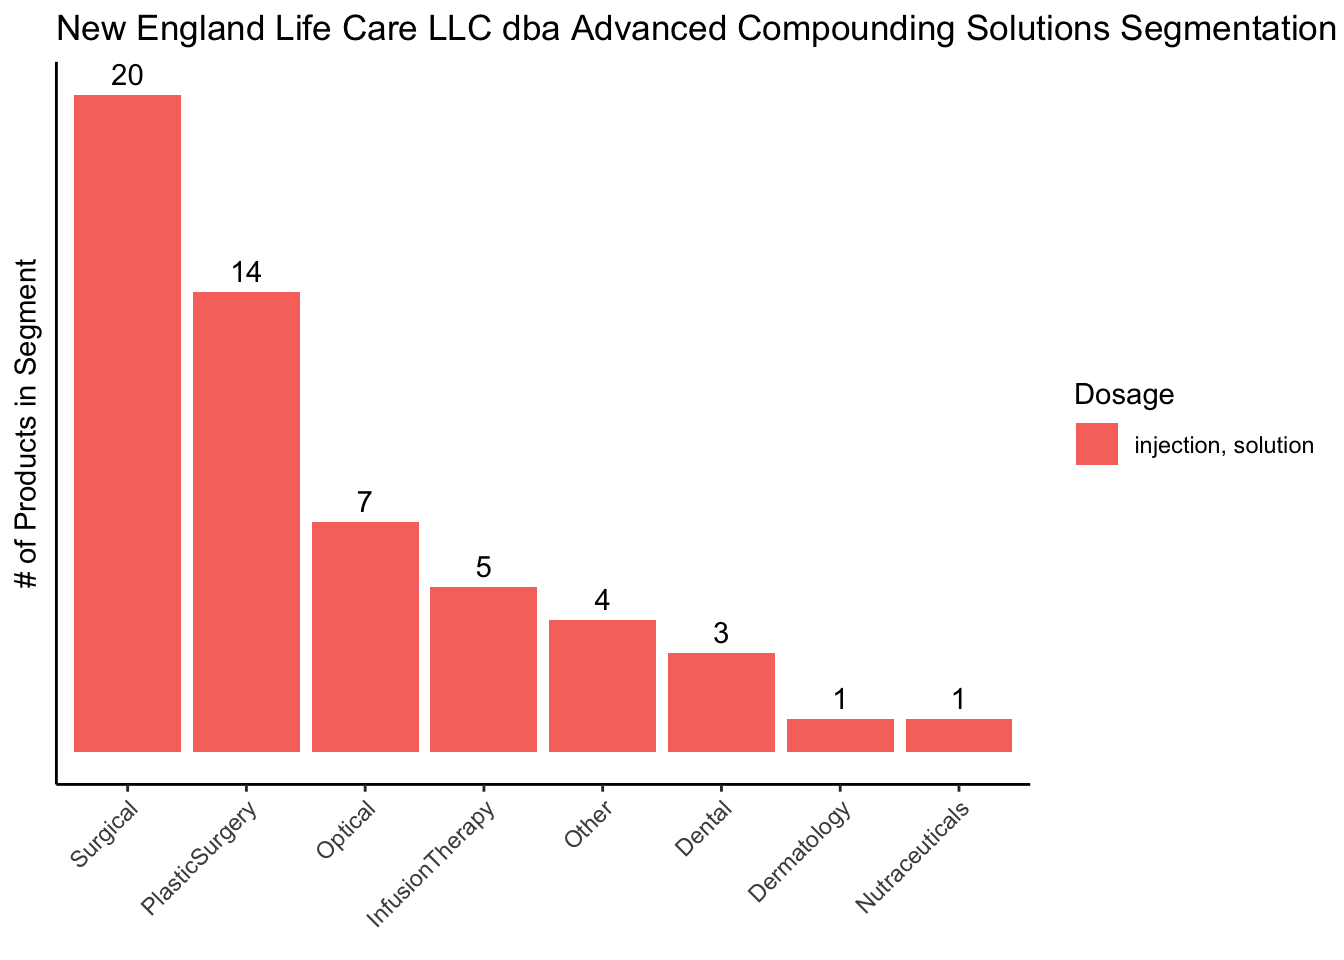 New England Life Care LLC dba Advanced Compounding Solutions Segmentation
# of Products in Segment
20
14
7
5
4
3
1
1
Surgical
PlasticSurgery
Optical
InfusionTherapy
Other
Dental
Dermatology
Nutraceuticals
Dosage
injection, solution